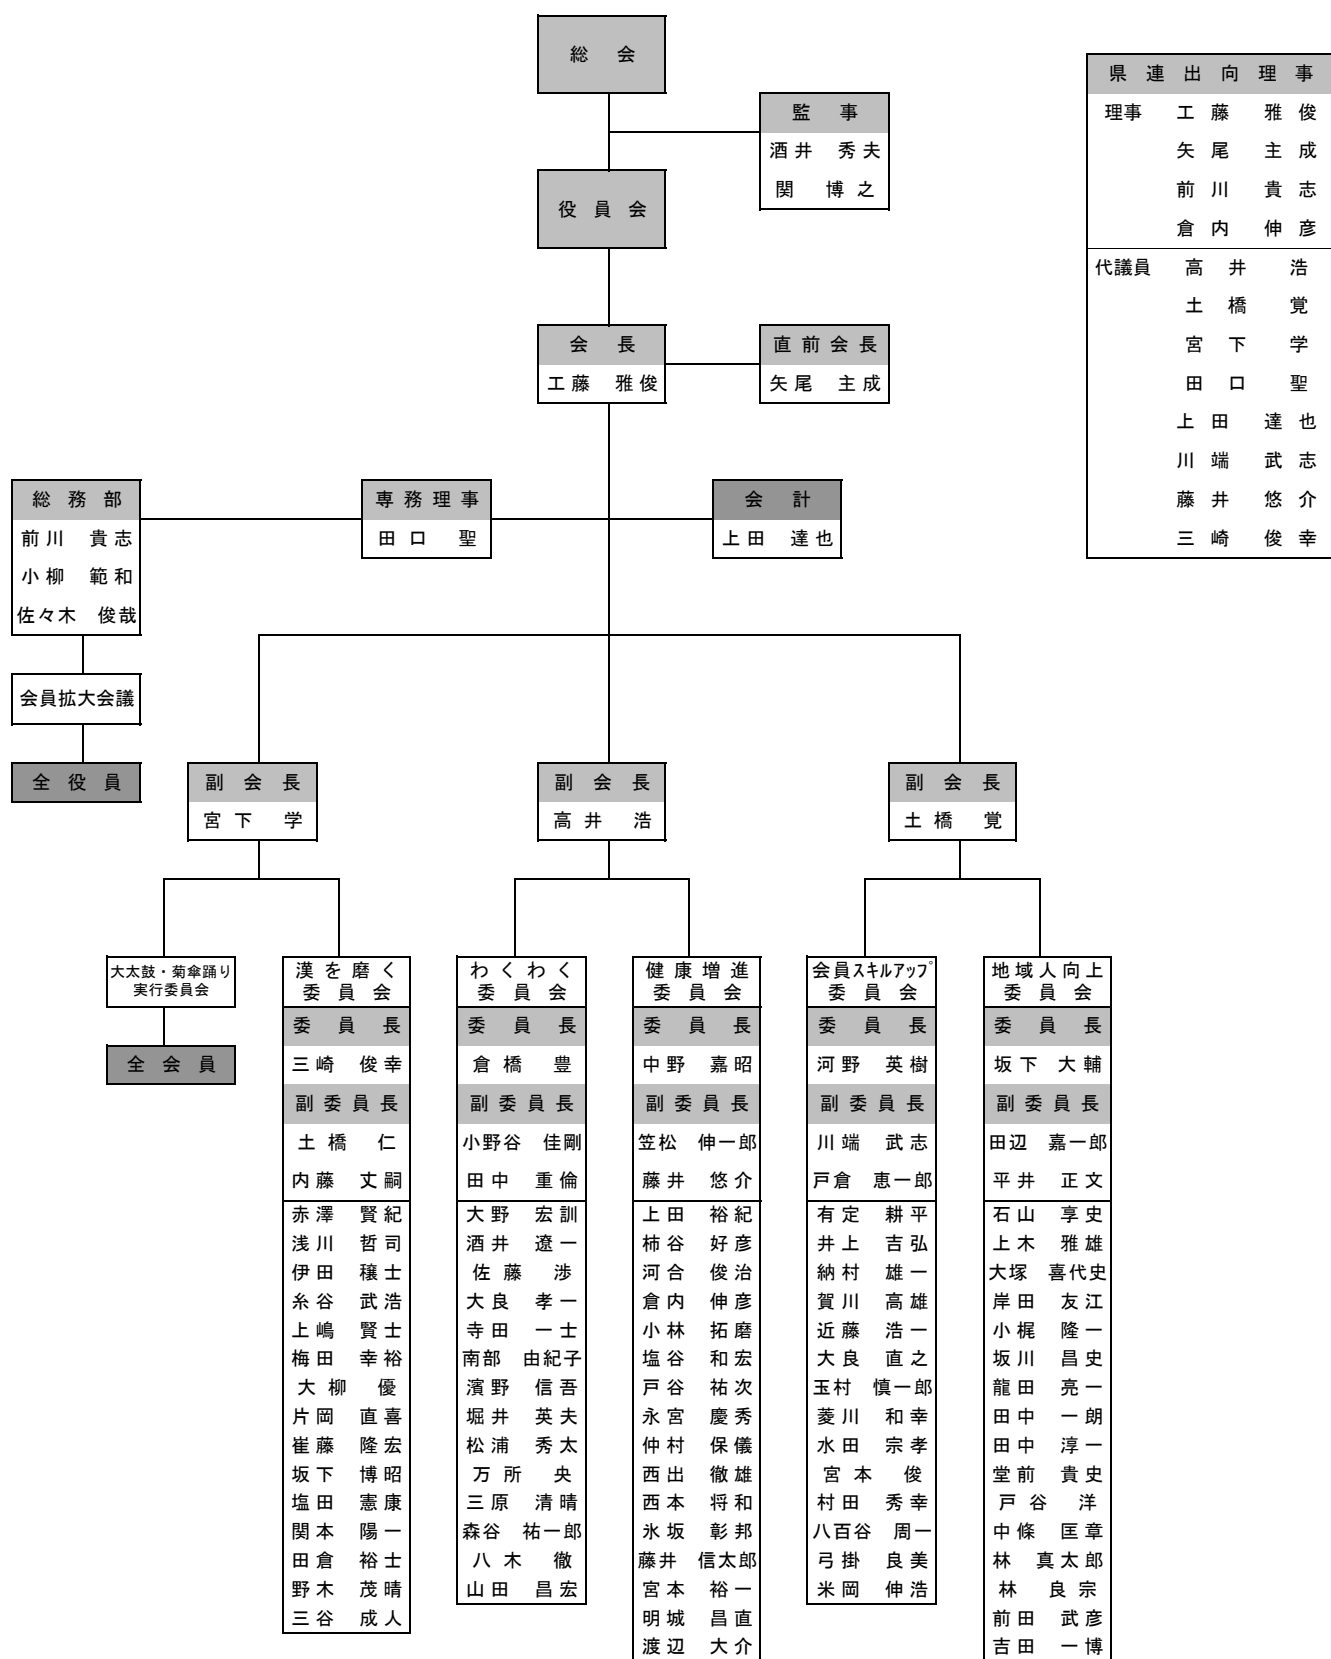 総会
監事
酒井 秀夫
関 博之
役員会
会長
工藤 雅俊
直前会長
矢尾 主成
県連出向理事
理事 工藤 雅俊
矢尾 主成
前川 貴志
倉内 伸彦
代議員 高井 浩
土橋 覚
宮下 学
田口 聖
上田 達也
川端 武志
藤井 悠介
三崎 俊幸
総務部
前川 貴志
小柳 範和
佐々木 俊哉
専務理事
田口 聖
会計
上田 達也
会員拡大会議
全役員
副会長
宮下 学
副会長
高井 浩
副会長
土橋 覚
大太鼓・菊傘踊り
実行委員会
全会員
漢を磨く
委員会
委員長
三崎 俊幸
副委員長
土橋 仁
内藤 丈嗣
赤澤 賢紀
浅川 哲司
伊田 穣士
糸谷 武浩
上嶋 賢士
梅田 幸裕
大柳 優
片岡 直喜
崔藤 隆宏
坂下 博昭
塩田 憲康
関本 陽一
田倉 裕士
野木 茂晴
三谷 成人
わくわく
委員会
委員長
倉橋 豊
副委員長
小野谷 佳剛
田中 重倫
大野 宏訓
酒井 遼一
佐藤 渉
大良 孝一
寺田 一士
南部 由紀子
濱野 信吾
堀井 英夫
松浦 秀太
万所 央
三原 清晴
森谷 祐一郎
八木 徹
山田 昌宏
健康増進
委員会
委員長
中野 嘉昭
副委員長
笠松 伸一郎
藤井 悠介
上田 裕紀
柿谷 好彦
河合 俊治
倉内 伸彦
小林 拓磨
塩谷 和宏
戸谷 祐次
永宮 慶秀
仲村 保儀
西出 徹雄
西本 将和
氷坂 彰邦
藤井 信太郎
宮本 裕一
明城 昌直
渡辺 大介
会員スキルアップ
委員会
委員長
河野 英樹
副委員長
川端 武志
戸倉 恵一郎
有定 耕平
井上 吉弘
納村 雄一
賀川 高雄
近藤 浩一
大良 直之
玉村 慎一郎
菱川 和幸
水田 宗孝
宮本 俊
村田 秀幸
八百谷 周一
弓掛 良美
米岡 伸浩
地域人向上
委員会
委員長
坂下 大輔
副委員長
田辺 嘉一郎
平井 正文
石山 享史
上木 雅雄
大塚 喜代史
岸田 友江
小梶 隆一
坂川 昌史
龍田 亮一
田中 一朗
田中 淳一
堂前 貴史
戸谷 洋
中條 匡章
林 真太郎
林 良宗
前田 武彦
吉田 一博